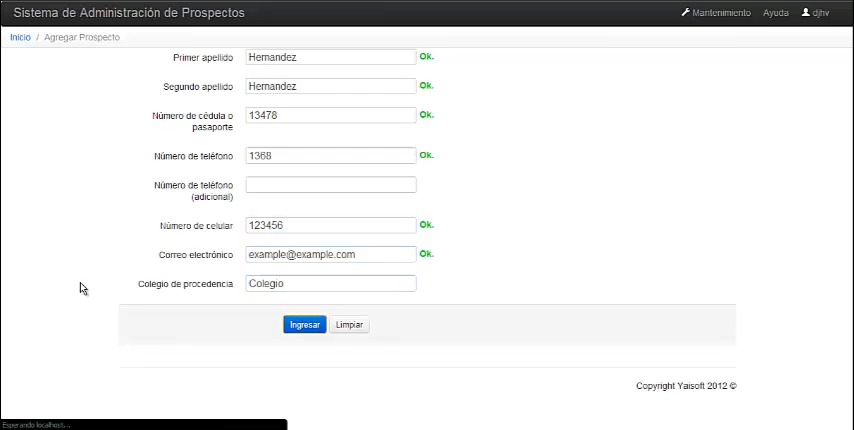 Sistema de Administración de Prospectos
Mantenimiento Ayuda djhv
Inicio / Agregar Prospecto
Primer apellido Hernandez Ok.
Segundo apellido Hernandez Ok.
Número de cédula o
pasaporte
13478 Ok.
Número de teléfono 1368 Ok.
Número de teléfono
(adicional)
Número de celular 123456 Ok.
Correo electrónico example@example.com Ok.
Colegio de procedencia Colegio
Ingresar Limpiar
Copyright Yaisoft 2012 ©
Esperando localhost...